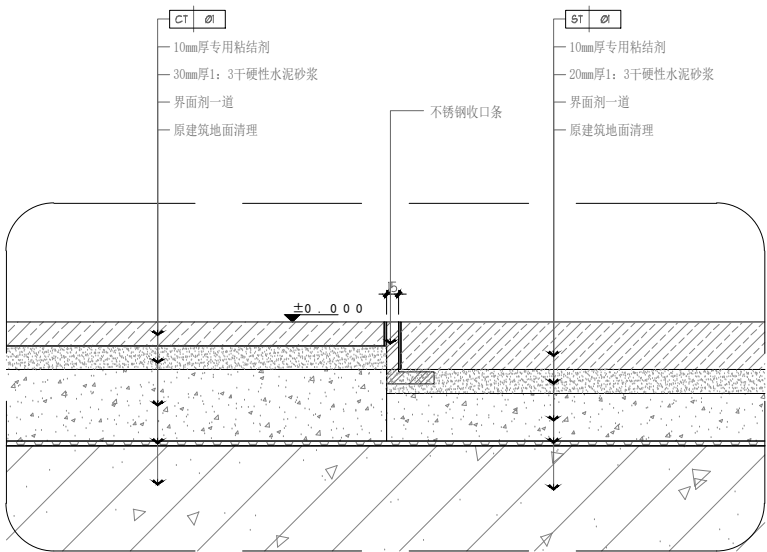 CT Ø1
10mm厚专用粘结剂
30mm厚1：3干硬性水泥砂浆
界面剂一道
原建筑地面清理
不锈钢收口条
ST Ø1
10mm厚专用粘结剂
20mm厚1：3干硬性水泥砂浆
界面剂一道
原建筑地面清理
5
±0.000